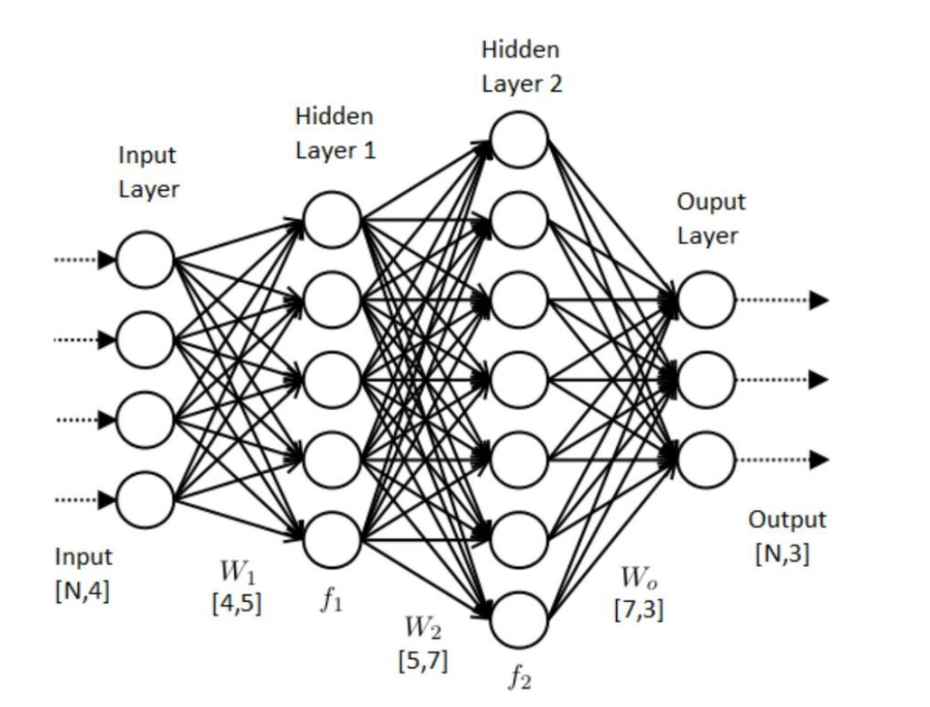 Hidden
Layer 2
Hidden
Layer 1
Input
Layer
Ouput
Layer
Input
[N,4]
W₁
[4,5]
f₁
W₂
[5,7]
f₂
Wₒ
[7,3]
Output
[N,3]